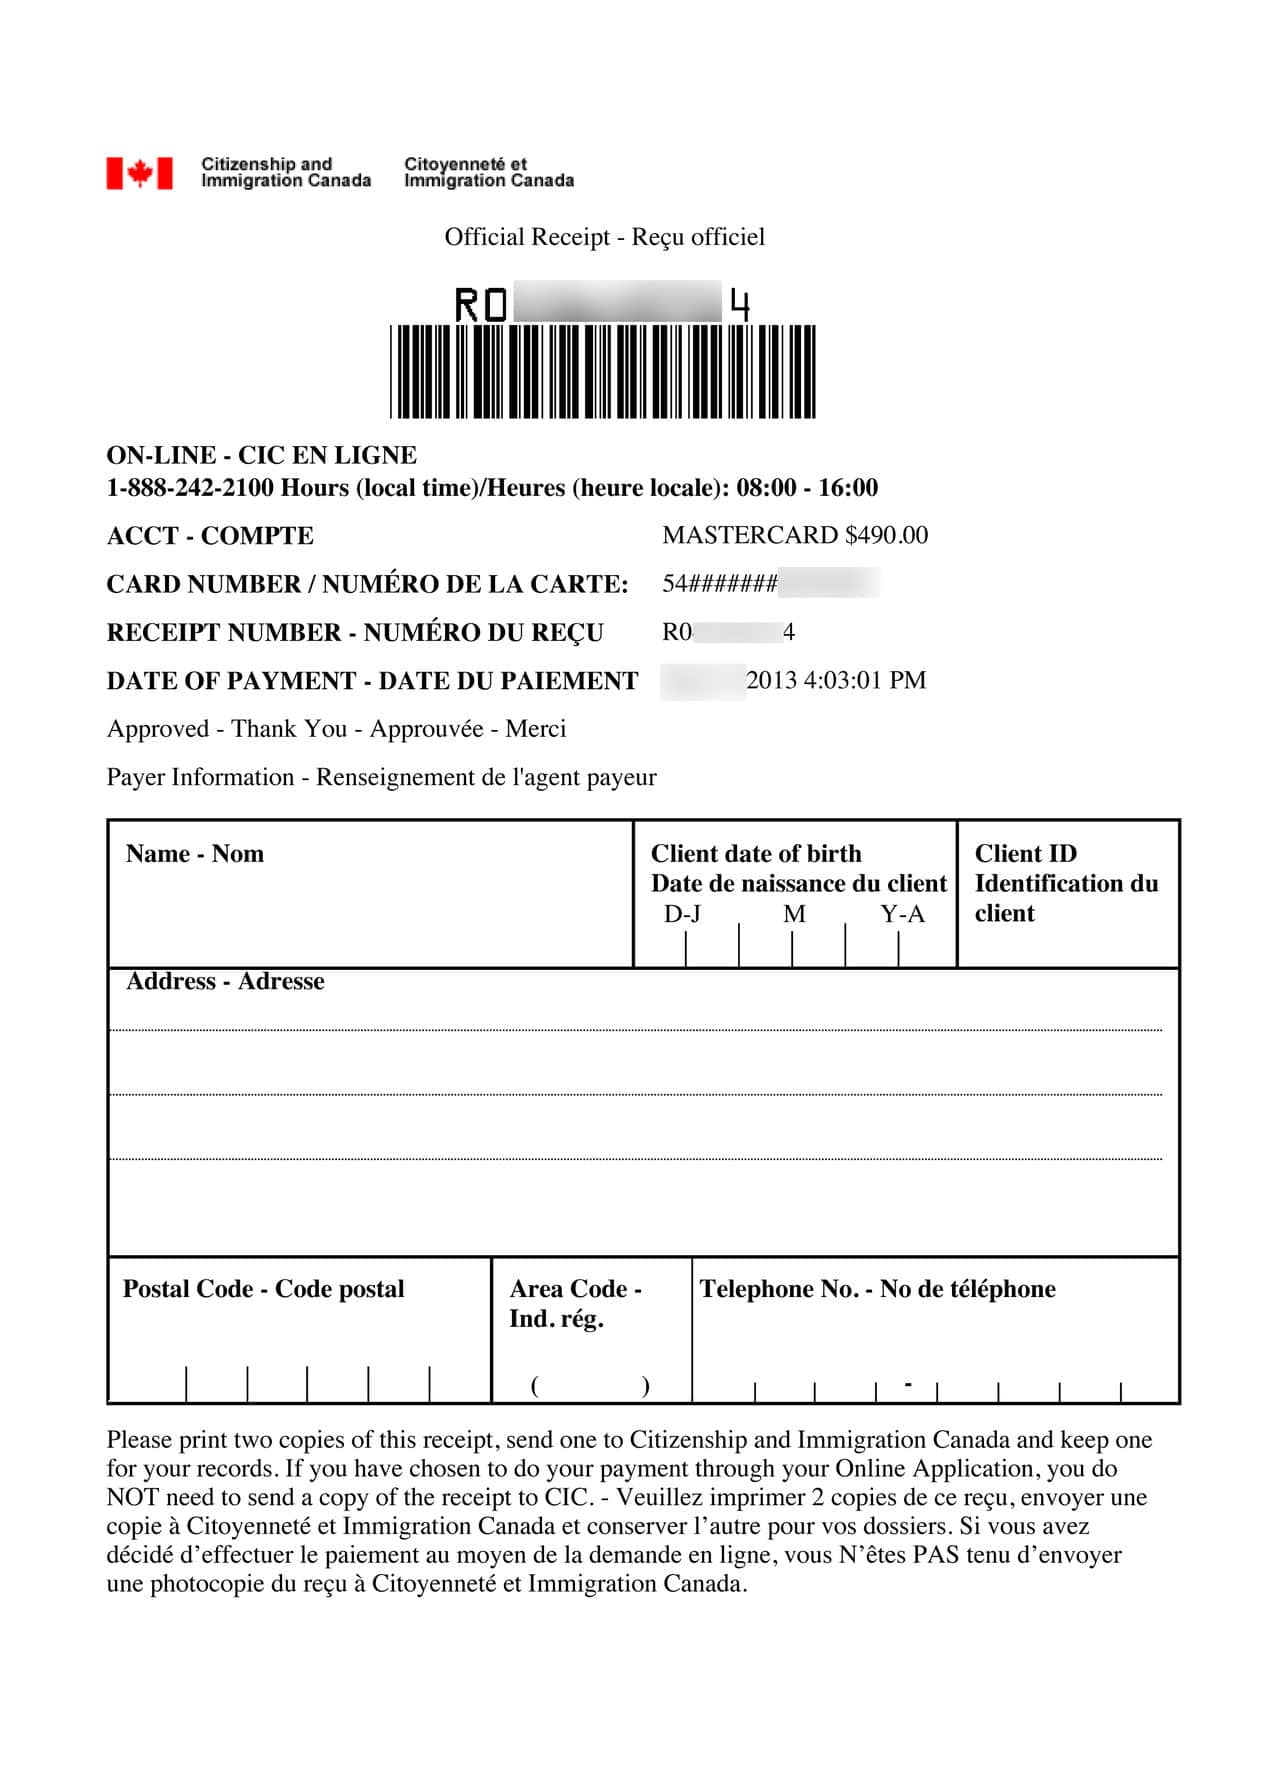 Citizenship and Immigration Canada
Citoyenneté et Immigration Canada
Official Receipt - Reçu officiel
R0 4
ON-LINE - CIC EN LIGNE
1-888-242-2100 Hours (local time)/Heures (heure locale): 08:00 - 16:00
ACCT - COMPTE MASTERCARD $490.00
CARD NUMBER / NUMÉRO DE LA CARTE: 54#######
RECEIPT NUMBER - NUMÉRO DU REÇU R0 4
DATE OF PAYMENT - DATE DU PAIEMENT 2013 4:03:01 PM
Approved - Thank You - Approuvée - Merci
Payer Information - Renseignement de l'agent payeur
Name - Nom
Client date of birth
Date de naissance du client
D-J M Y-A
Client ID
Identification du
client
Address - Adresse
Postal Code - Code postal
Area Code -
Ind. rég.
( )
Telephone No. - No de téléphone
-
Please print two copies of this receipt, send one to Citizenship and Immigration Canada and keep one
for your records. If you have chosen to do your payment through your Online Application, you do
NOT need to send a copy of the receipt to CIC. - Veuillez imprimer 2 copies de ce reçu, envoyer une
copie à Citoyenneté et Immigration Canada et conserver l’autre pour vos dossiers. Si vous avez
décidé d’effectuer le paiement au moyen de la demande en ligne, vous N’êtes PAS tenu d’envoyer
une photocopie du reçu à Citoyenneté et Immigration Canada.